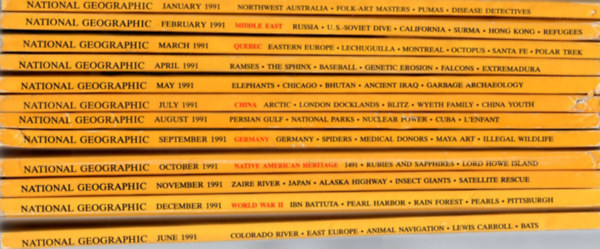 NATIONAL GEOGRAPHIC JANUARY 1991 NORTHWEST AUSTRALIA • FOLK-ART MASTERS • PUMAS • DISEASE DETECTIVES
NATIONAL GEOGRAPHIC FEBRUARY 1991 MIDDLE EAST RUSSIA • U.S.-SOVIET DIVE • CALIFORNIA • SURMA • HONG KONG • REFUGEES
NATIONAL GEOGRAPHIC MARCH 1991 QUEBEC EASTERN EUROPE • LECHUGUILLA • MONTREAL • OCTOPUS • SANTA FE • POLAR TREK
NATIONAL GEOGRAPHIC APRIL 1991 RAMSES • THE SPHINX • BASEBALL • GENETIC EROSION • FALCONS • EXTREMADURA
NATIONAL GEOGRAPHIC MAY 1991 ELEPHANTS • CHICAGO • BHUTAN • ANCIENT IRAQ • GARBAGE ARCHAEOLOGY
NATIONAL GEOGRAPHIC JULY 1991 CHINA ARCTIC • LONDON DOCKLANDS • BLITZ • WYETH FAMILY • CHINA YOUTH
NATIONAL GEOGRAPHIC AUGUST 1991 PERSIAN GULF • NATIONAL PARKS • NUCLEAR POWER • CUBA • L'ENFANT
NATIONAL GEOGRAPHIC SEPTEMBER 1991 GERMANY GERMANY • SPIDERS • MEDICAL DONORS • MAYA ART • ILLEGAL WILDLIFE
NATIONAL GEOGRAPHIC OCTOBER 1991 NATIVE AMERICAN HERITAGE 1491 • RUBIES AND SAPPHIRES • LORD HOWE ISLAND
NATIONAL GEOGRAPHIC NOVEMBER 1991 ZAIRE RIVER • JAPAN • ALASKA HIGHWAY • INSECT GIANTS • SATELLITE RESCUE
NATIONAL GEOGRAPHIC DECEMBER 1991 WORLD WAR II IBN BATTUTA • PEARL HARBOR • RAIN FOREST • PEARLS • PITTSBURGH
NATIONAL GEOGRAPHIC JUNE 1991 COLORADO RIVER • EAST EUROPE • ANIMAL NAVIGATION • LEWIS CARROLL • BATS